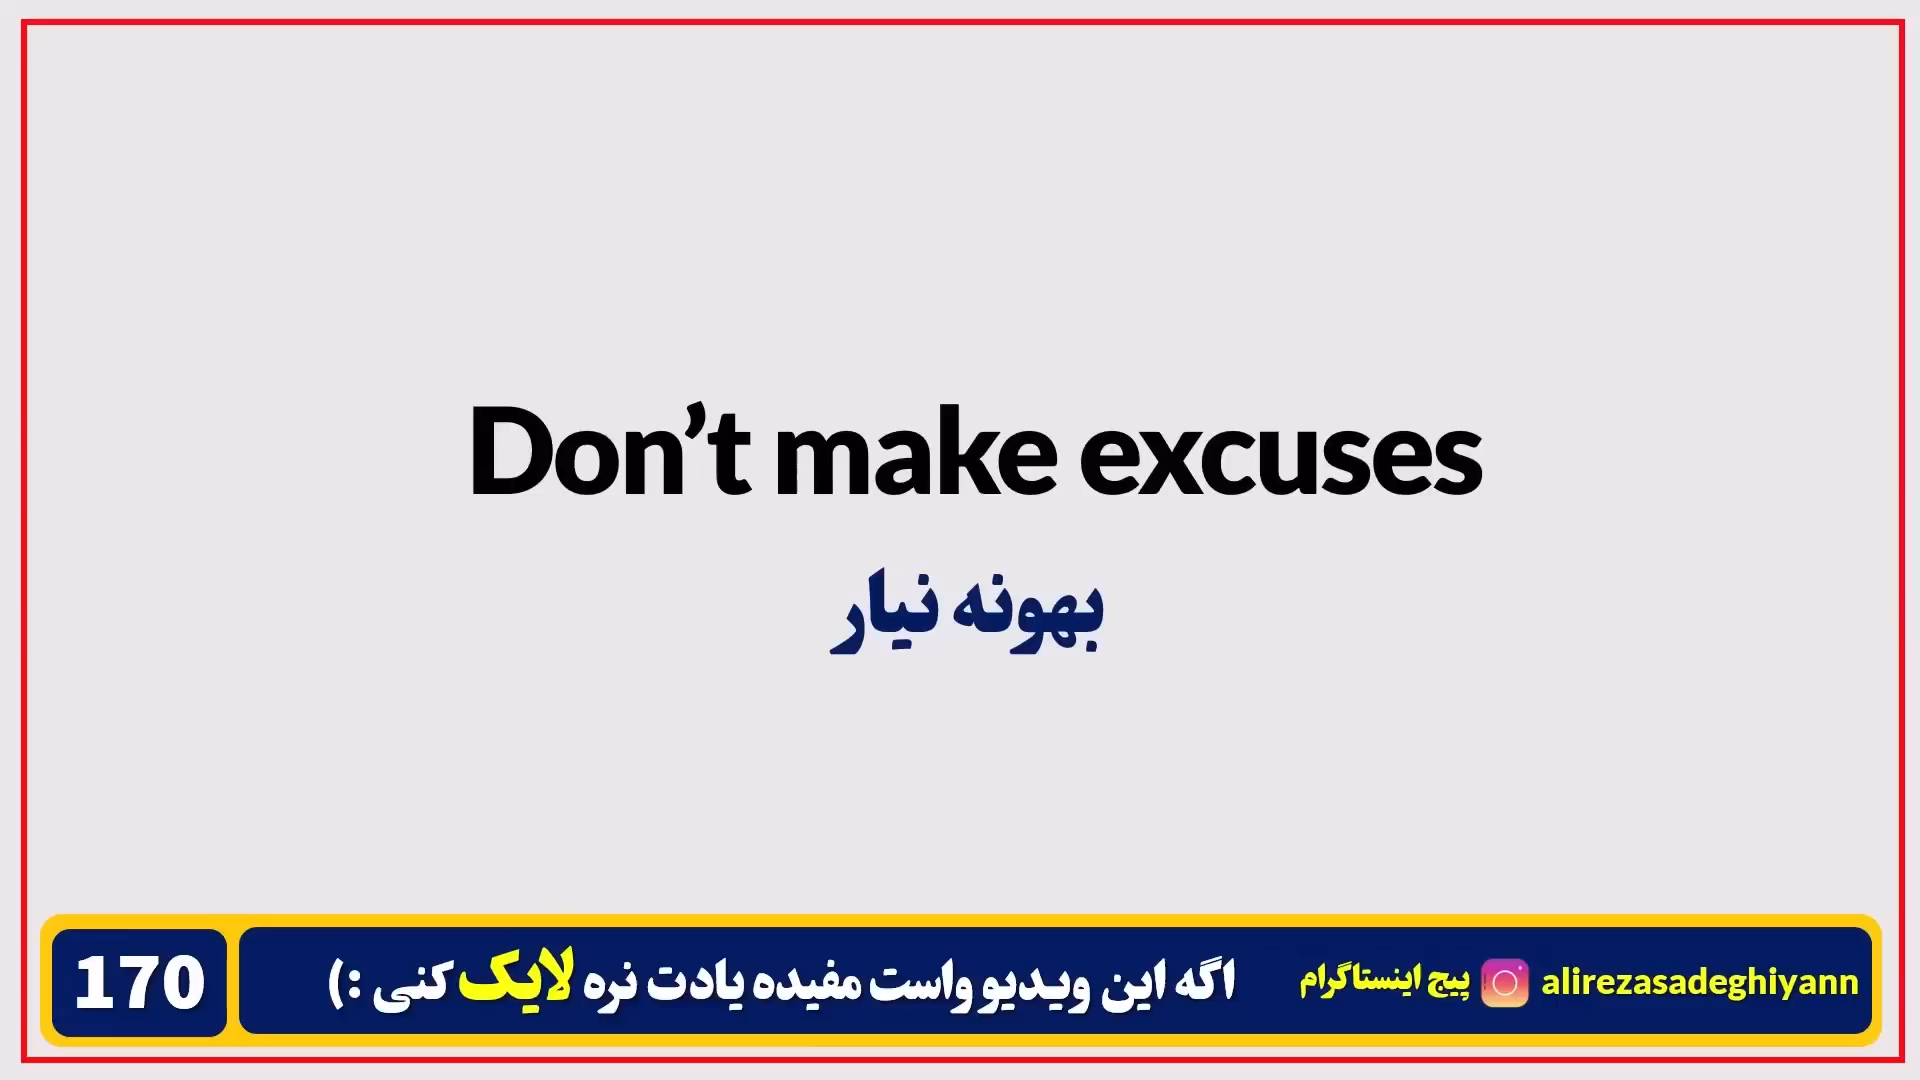 Don’t make excuses
بهونه نیار
170
اگه این ویدیو واست مفیده یادت نره لایک کنی :)
پیج اینستاگرام alirezasadeghiyann